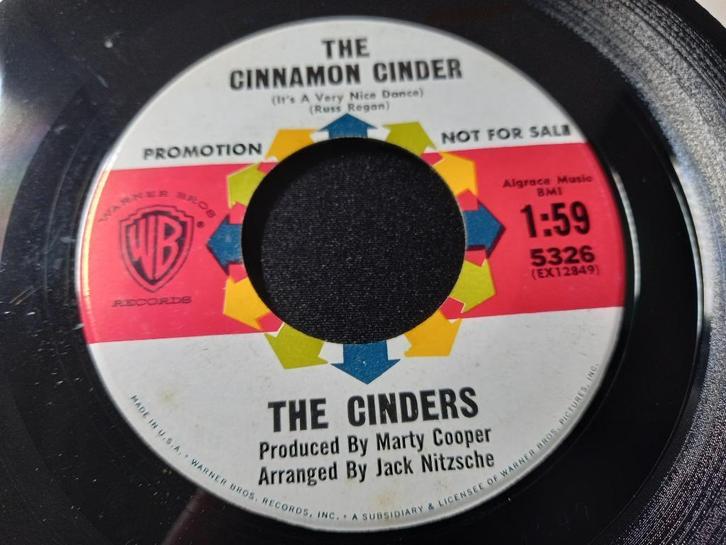 THE
CINNAMON CINDER
(It's A Very Nice Dance)
(Russ Regan)
PROMOTION NOT FOR SALE
WARNER BROS
WB
RECORDS
Algrace Music
BMI
1:59
5326
(EX12849)
THE CINDERS
Produced By Marty Cooper
Arranged By Jack Nitzsche
MADE IN U.S.A. • WARNER BROS. RECORDS, INC. • A SUBSIDIARY & LICENSEE OF WARNER BROS. PICTURES, INC.